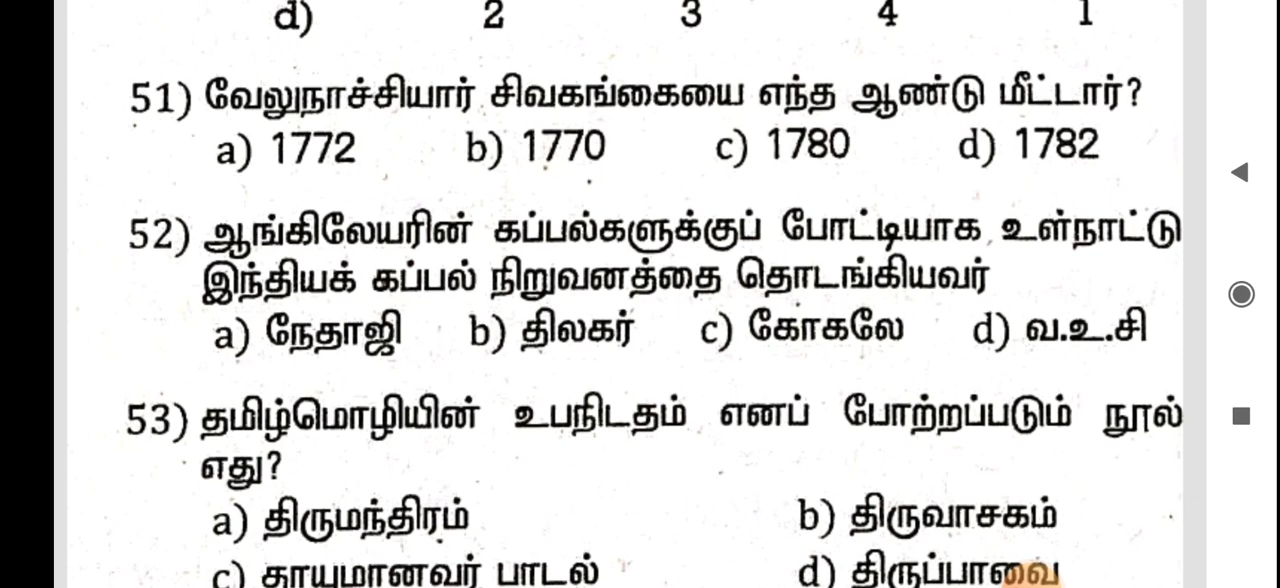 d) 2 3 4 1
51) வேலுநாச்சியார் சிவகங்கையை எந்த ஆண்டு மீட்டார்?
a) 1772 b) 1770 c) 1780 d) 1782
52) ஆங்கிலேயரின் கப்பல்களுக்குப் போட்டியாக உள்நாட்டு
இந்தியக் கப்பல் நிறுவனத்தை தொடங்கியவர்
a) நேதாஜி b) திலகர் c) கோகலே d) வ.உ.சி
53) தமிழ்மொழியின் உபநிடதம் எனப் போற்றப்படும் நூல்
எது?
a) திருமந்திரம் b) திருவாசகம்
c) தாயுமானவர் பாடல் d) திருப்பாவை